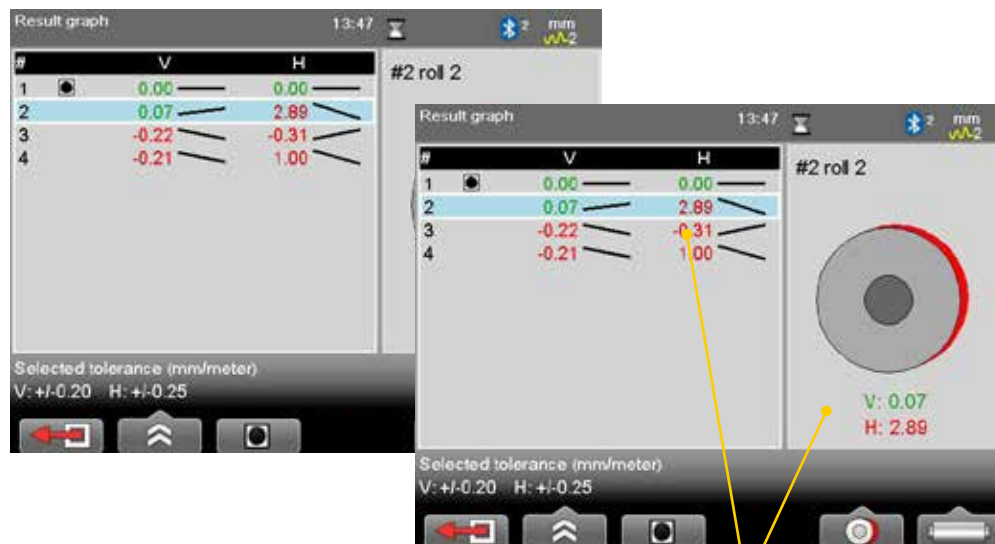 Result graph 13:47 2 mm
2
# V H
1 0.00 0.00
2 0.07 2.89
3 -0.22 -0.31
4 -0.21 1.00
#2 roll 2
Selected tolerance (mm/meter)
V: +/-0.20 H: +/-0.25
Result graph 13:47 2 mm
2
# V H
1 0.00 0.00
2 0.07 2.89
3 -0.22 -0.31
4 -0.21 1.00
#2 roll 2
V: 0.07
H: 2.89
Selected tolerance (mm/meter)
V: +/-0.20 H: +/-0.25